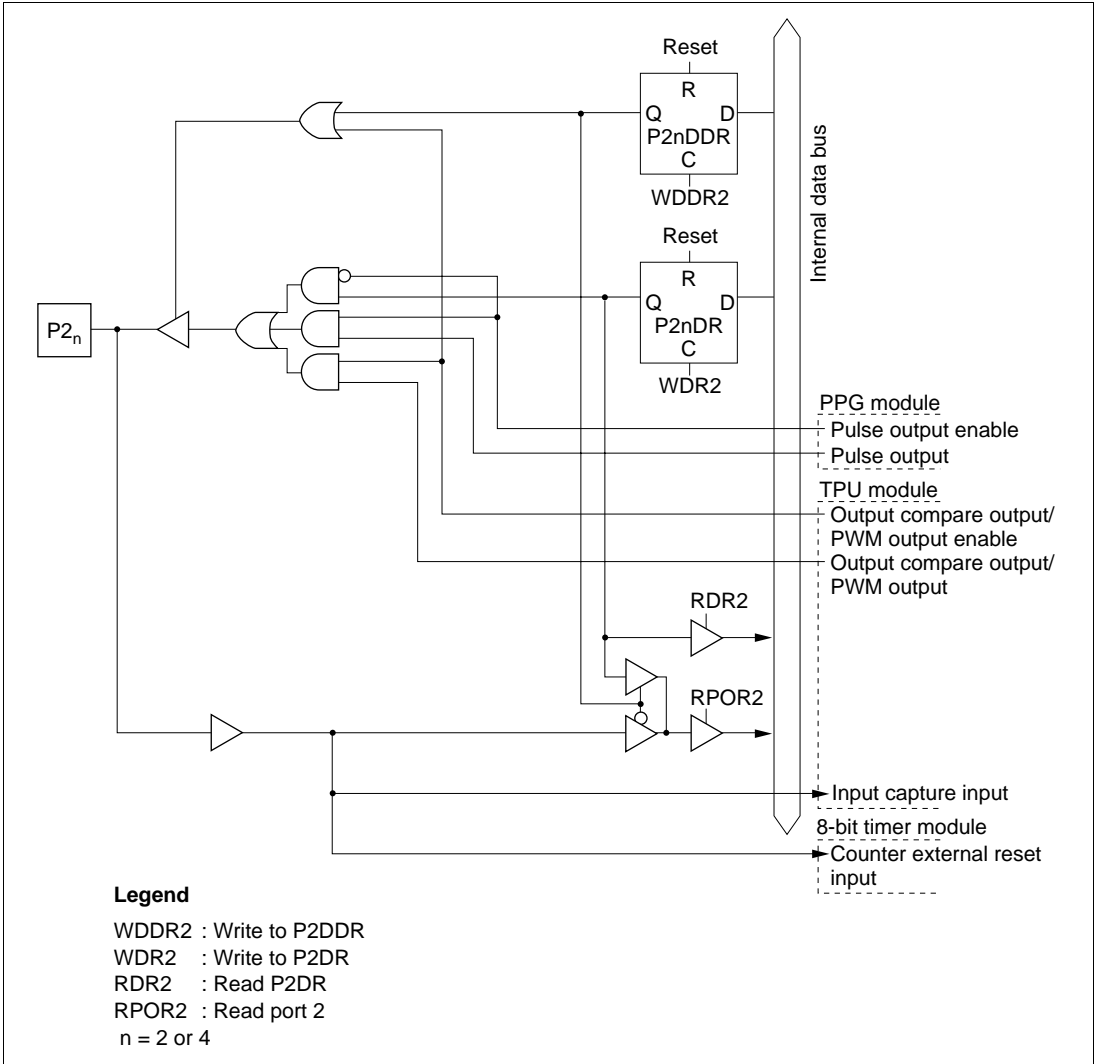 Reset
R
Q D
P2nDDR
C
WDDR2
Reset
R
Q D
P2nDR
C
WDR2
Internal data bus
P2n
PPG module
Pulse output enable
Pulse output
TPU module
Output compare output/
PWM output enable
Output compare output/
PWM output
RDR2
RPOR2
Input capture input
8-bit timer module
Counter external reset
input
Legend
WDDR2 : Write to P2DDR
WDR2 : Write to P2DR
RDR2 : Read P2DR
RPOR2 : Read port 2
n = 2 or 4